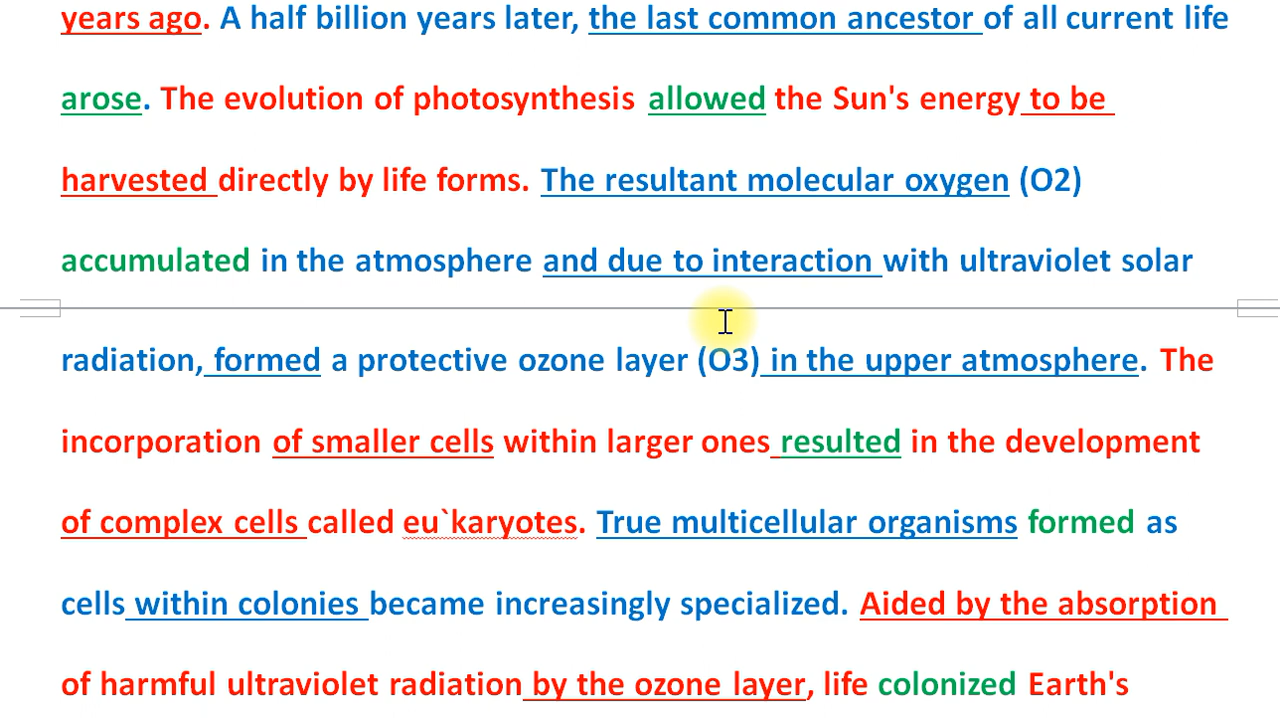 years ago. A half billion years later, the last common ancestor of all current life
arose. The evolution of photosynthesis allowed the Sun's energy to be
harvested directly by life forms. The resultant molecular oxygen (O2)
accumulated in the atmosphere and due to interaction with ultraviolet solar
radiation, formed a protective ozone layer (O3) in the upper atmosphere. The
incorporation of smaller cells within larger ones resulted in the development
of complex cells called eu`karyotes. True multicellular organisms formed as
cells within colonies became increasingly specialized. Aided by the absorption
of harmful ultraviolet radiation by the ozone layer, life colonized Earth's